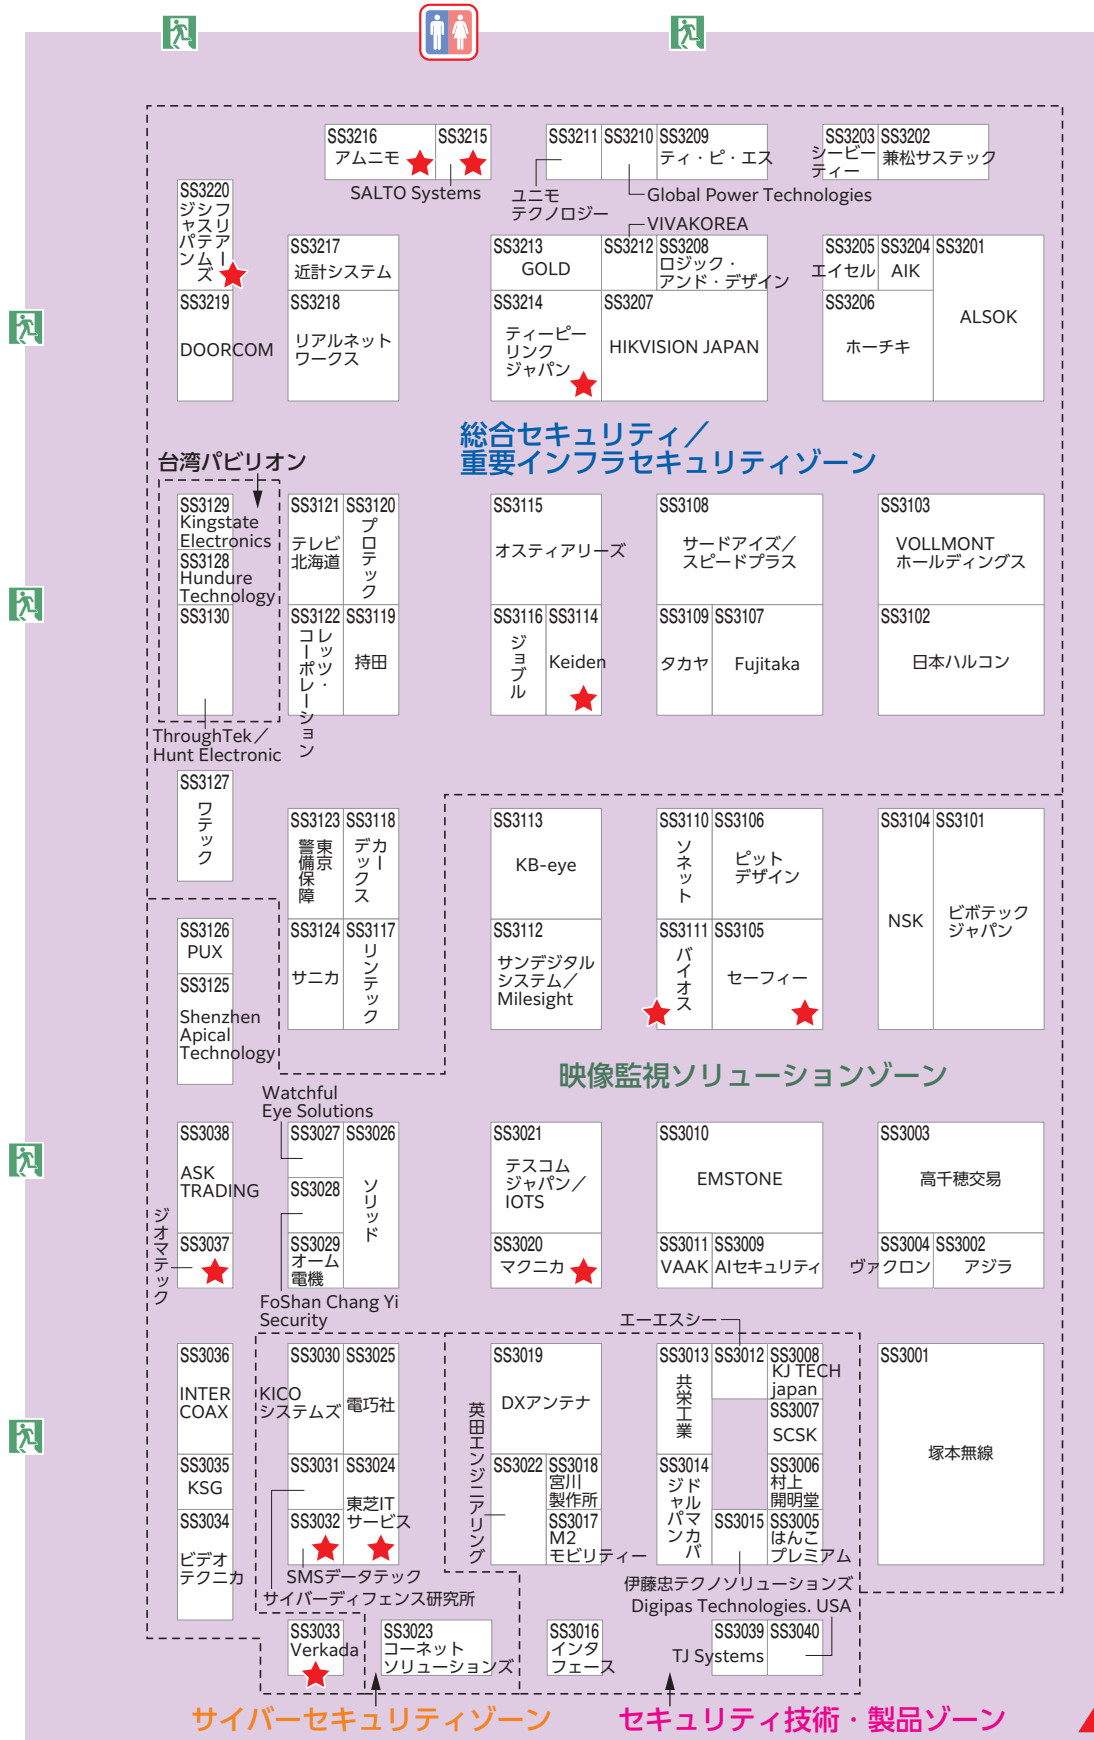 SS3216
アムニモ
SS3215
SALTO Systems
SS3211
ユニモ
テクノロジー
SS3210
Global Power Technologies
SS3209
ティ・ピ・エス
SS3203
シービー
ティー
SS3202
兼松サステック
SS3220
フリアーズ
システム
ジャパン
SS3219
DOORCOM
SS3217
近計システム
SS3218
リアルネット
ワークス
SS3213
GOLD
VIVAKOREA
SS3212
SS3208
ロジック・
アンド・デザイン
SS3214
ティーピー
リンク
ジャパン
SS3207
HIKVISION JAPAN
SS3205
エイセル
SS3204
AIK
SS3201
ALSOK
SS3206
ホーチキ
総合セキュリティ／
重要インフラセキュリティゾーン
台湾パビリオン
SS3129
Kingstate
Electronics
SS3128
Hundure
Technology
SS3130
ThroughTek／
Hunt Electronic
SS3121
テレビ
北海道
SS3120
プロテック
SS3122
レッツ・
コーポレーション
SS3119
持田
SS3115
オスティアリーズ
SS3116
ジョブル
SS3114
Keiden
SS3108
サードアイズ／
スピードプラス
SS3109
タカヤ
SS3107
Fujitaka
SS3103
VOLLMONT
ホールディングス
SS3102
日本ハルコン
SS3127
ワテック
SS3123
東京
警備保障
SS3118
カー
デックス
SS3124
サニカ
SS3117
リンテック
SS3113
KB-eye
SS3112
サンデジタル
システム／
Milesight
SS3110
ソネット
SS3106
ピット
デザイン
SS3111
バイオス
SS3105
セーフィー
SS3104
NSK
SS3101
ビボテック
ジャパン
SS3126
PUX
SS3125
Shenzhen
Apical
Technology
映像監視ソリューションゾーン
Watchful
Eye Solutions
SS3038
ASK
TRADING
SS3037
ジオマテック
SS3027
SS3026
ソリッド
SS3028
SS3029
オーム
電機
FoShan Chang Yi
Security
SS3021
テスコム
ジャパン／
IOTS
SS3020
マクニカ
SS3010
EMSTONE
SS3011
VAAK
SS3009
AIセキュリティ
SS3003
高千穂交易
SS3004
ヴァクロン
SS3002
アジラ
エーエスシー
SS3036
INTER
COAX
SS3035
KSG
SS3034
ビデオ
テクニカ
SS3030
KICO
システムズ
SS3025
電巧社
SS3031
SS3024
東芝IT
サービス
SS3032
SMSデータテック
サイバーディフェンス研究所
SS3019
DXアンテナ
英田エンジニアリング
SS3022
SS3018
宮川
製作所
SS3017
M2
モビリティー
SS3013
共栄工業
SS3012
SS3008
KJ TECH
japan
SS3007
SCSK
SS3014
ドルマカバ
ジャパン
SS3006
村上
開明堂
SS3015
SS3005
はんこ
プレミアム
伊藤忠テクノソリューションズ
Digipas Technologies. USA
SS3001
塚本無線
SS3033
Verkada
SS3023
コーネット
ソリューションズ
SS3016
インタ
フェース
SS3039
TJ Systems
SS3040
サイバーセキュリティゾーン
セキュリティ技術・製品ゾーン